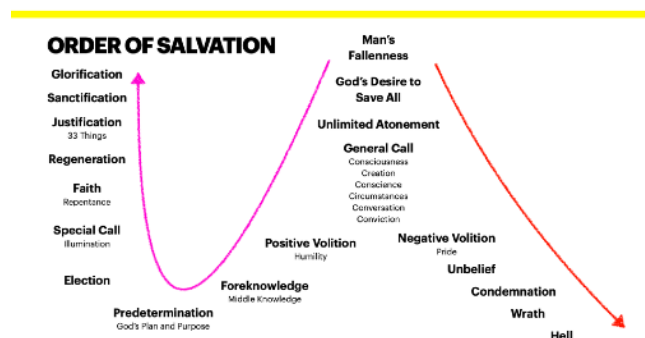 ORDER OF SALVATION
Man's
Fallenness
God's Desire to
Save All
Unlimited Atonement
General Call
Consciousness
Creation
Conscience
Circumstances
Conversation
Conviction
Positive Volition
Humility
Foreknowledge
Middle Knowledge
Predetermination
God's Plan and Purpose
Election
Special Call
Illumination
Faith
Repentance
Regeneration
Justification
33 Things
Sanctification
Glorification
Negative Volition
Pride
Unbelief
Condemnation
Wrath
Hell